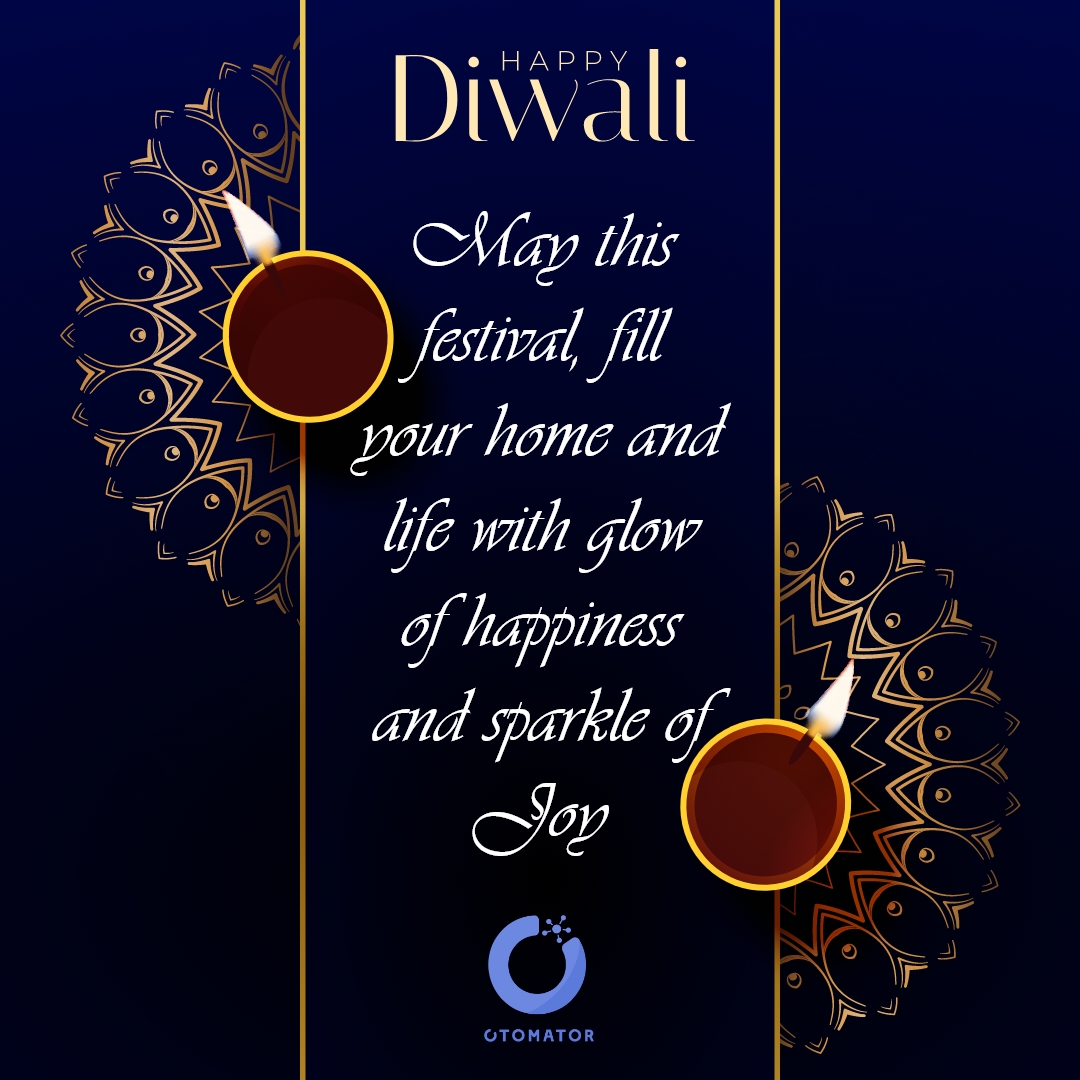 HAPPY
Diwali
May this
festival, fill
your home and
life with glow
of happiness
and sparkle of
Joy
OTOMATOR